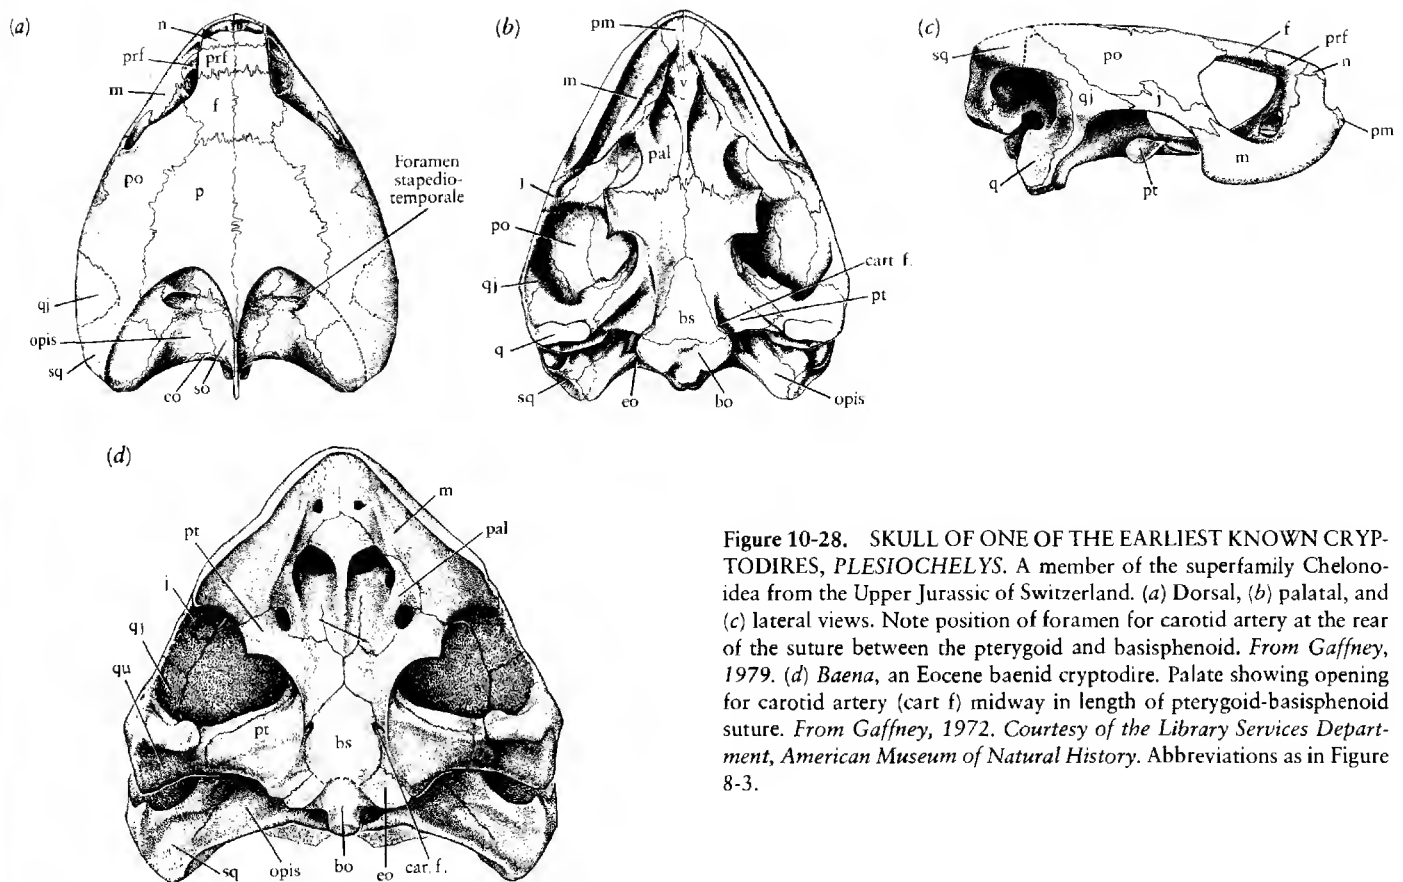 (a)
n
prf
prf
m
f
po
p
Foramen
stapedio-
temporale
qj
opis
sq
eo
so
(b)
pm
m
v
pal
j
po
qj
cart f.
pt
bs
q
sq
eo
bo
opis
(c)
f
prf
n
sq
po
qj
j
pm
m
q
pt
(d)
m
pt
pal
j
qj
qu
pt
bs
sq
opis
bo
eo
car. f.
Figure 10-28. SKULL OF ONE OF THE EARLIEST KNOWN CRYP-
TODIRES, PLESIOCHELYS. A member of the superfamily Chelono-
idea from the Upper Jurassic of Switzerland. (a) Dorsal, (b) palatal, and
(c) lateral views. Note position of foramen for carotid artery at the rear
of the suture between the pterygoid and basisphenoid. From Gaffney,
1979. (d) Baena, an Eocene baenid cryptodire. Palate showing opening
for carotid artery (cart f) midway in length of pterygoid-basisphenoid
suture. From Gaffney, 1972. Courtesy of the Library Services Depart-
ment, American Museum of Natural History. Abbreviations as in Figure
8-3.